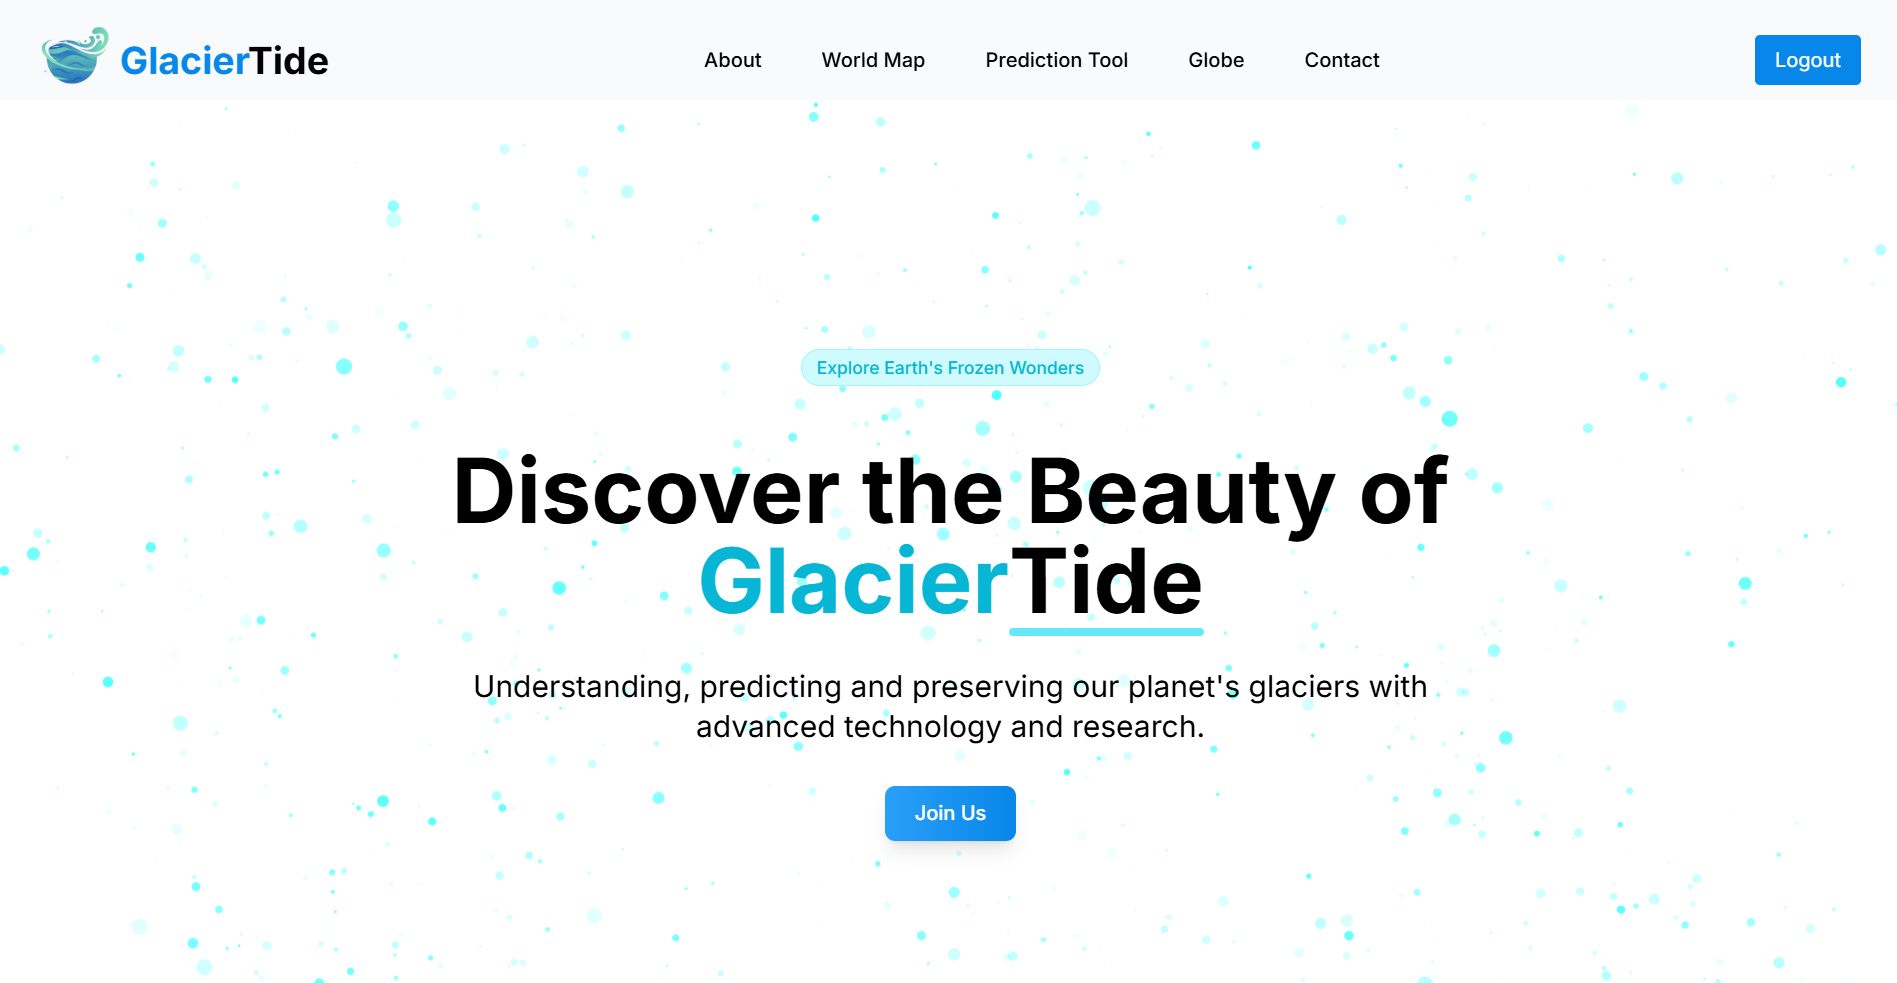 GlacierTide
About
World Map
Prediction Tool
Globe
Contact
Logout
Explore Earth's Frozen Wonders
Discover the Beauty of
GlacierTide
Understanding, predicting and preserving our planet's glaciers with
advanced technology and research.
Join Us